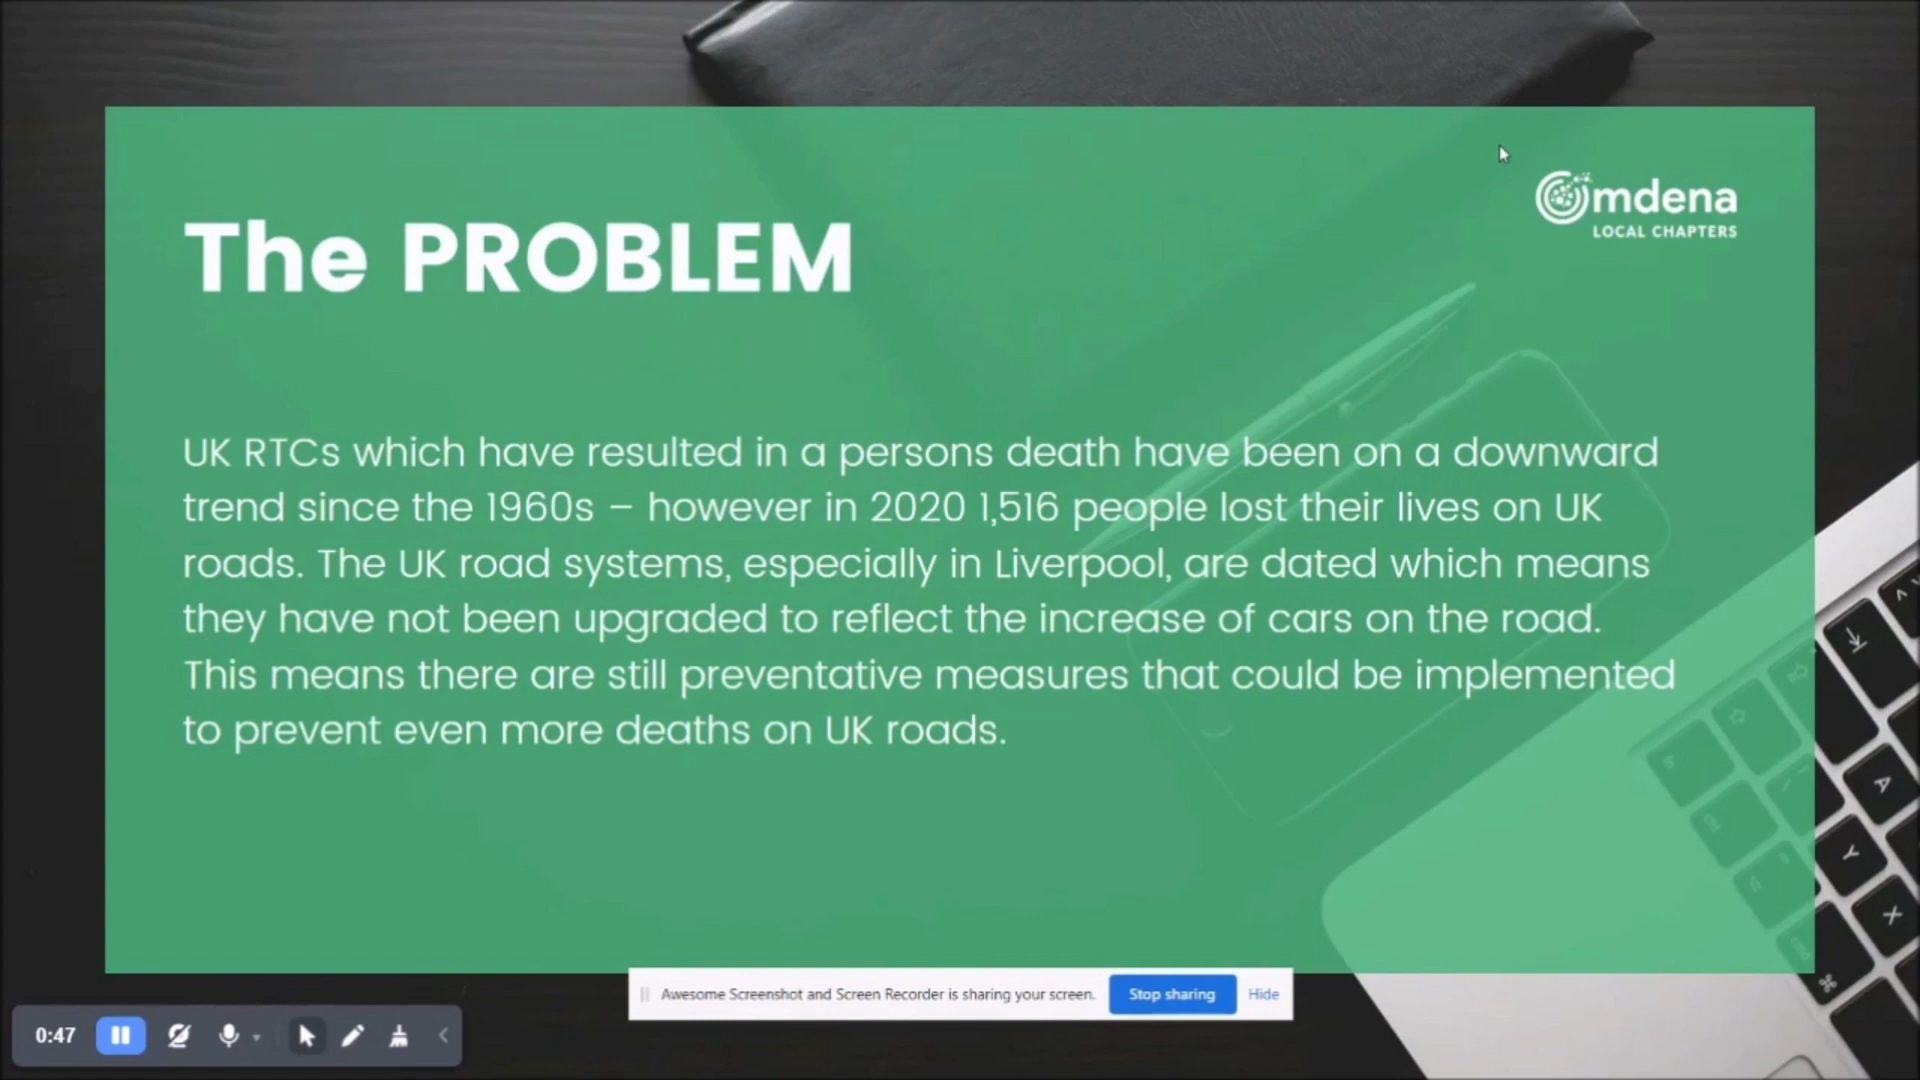 mdena
LOCAL CHAPTERS
The PROBLEM
UK RTCs which have resulted in a persons death have been on a downward
trend since the 1960s – however in 2020 1,516 people lost their lives on UK
roads. The UK road systems, especially in Liverpool, are dated which means
they have not been upgraded to reflect the increase of cars on the road.
This means there are still preventative measures that could be implemented
to prevent even more deaths on UK roads.
A
Y
X
Awesome Screenshot and Screen Recorder is sharing your screen.
Stop sharing
Hide
0:47